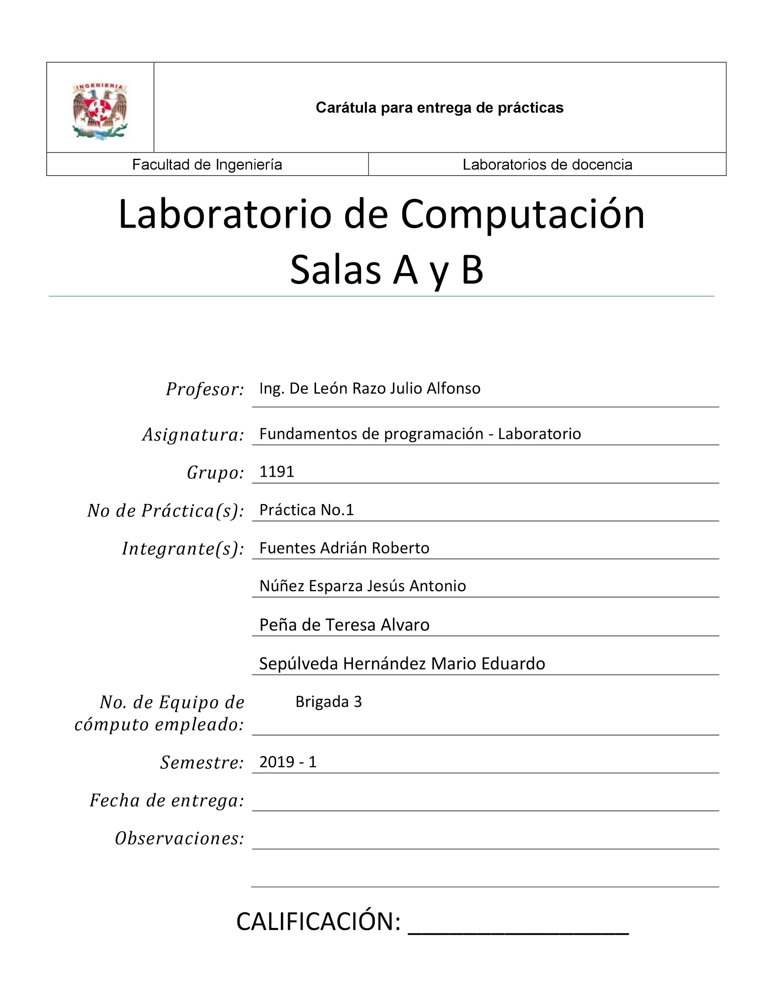 INGENIERIA
F I
Carátula para entrega de prácticas
Facultad de Ingeniería
Laboratorios de docencia
Laboratorio de Computación
Salas A y B
Profesor: Ing. De León Razo Julio Alfonso
Asignatura: Fundamentos de programación - Laboratorio
Grupo: 1191
No de Práctica(s): Práctica No.1
Integrante(s): Fuentes Adrián Roberto
Núñez Esparza Jesús Antonio
Peña de Teresa Alvaro
Sepúlveda Hernández Mario Eduardo
No. de Equipo de Brigada 3
cómputo empleado:
Semestre: 2019 - 1
Fecha de entrega:
Observaciones:
CALIFICACIÓN: ________________